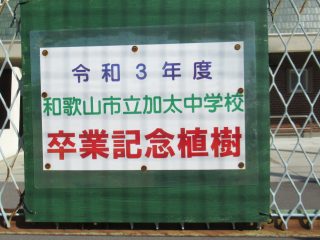 令和3年度
和歌山市立加太中学校
卒業記念植樹